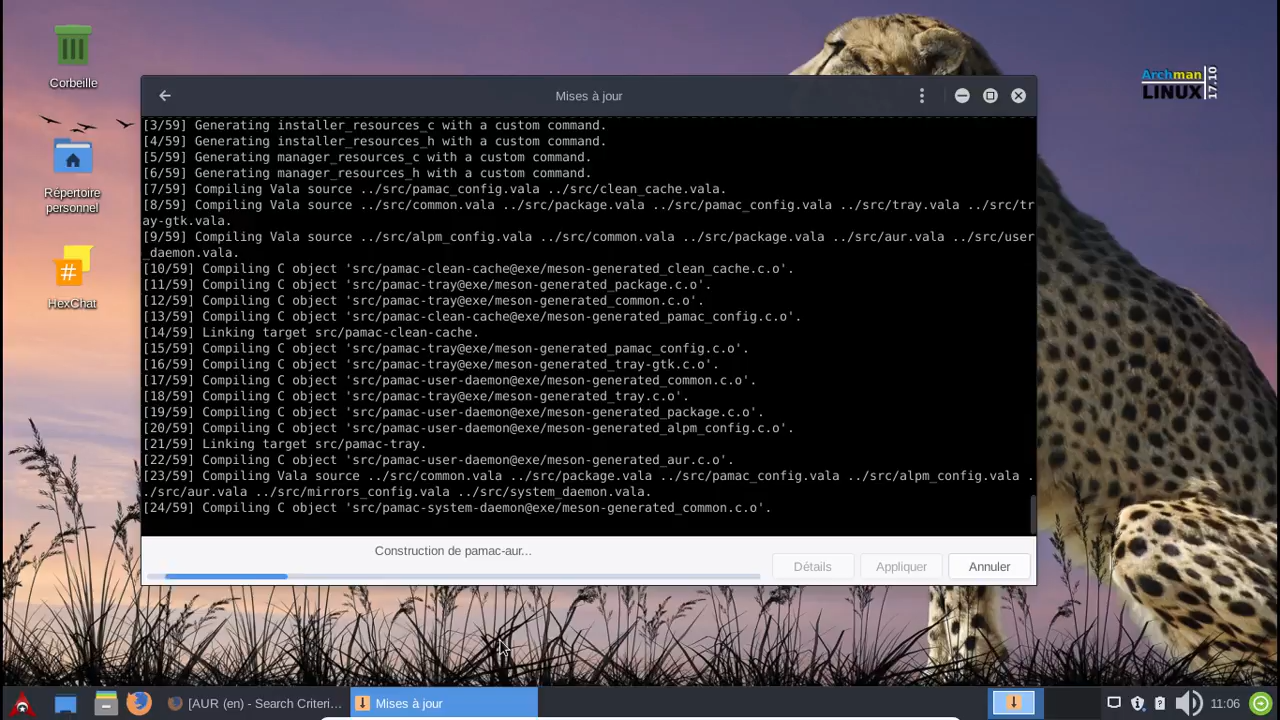 Corbeille
Archman
LINUX
17.10
Mises à jour
[3/59] Generating installer_resources_c with a custom command.
[4/59] Generating installer_resources_h with a custom command.
[5/59] Generating manager_resources_c with a custom command.
[6/59] Generating manager_resources_h with a custom command.
[7/59] Compiling Vala source ../src/pamac_config.vala ../src/clean_cache.vala.
[8/59] Compiling Vala source ../src/common.vala ../src/package.vala ../src/pamac_config.vala ../src/tray.vala ../src/tr
ay-gtk.vala.
[9/59] Compiling Vala source ../src/alpm_config.vala ../src/common.vala ../src/package.vala ../src/aur.vala ../src/user
_daemon.vala.
[10/59] Compiling C object 'src/pamac-clean-cache@exe/meson-generated_clean_cache.c.o'.
[11/59] Compiling C object 'src/pamac-tray@exe/meson-generated_package.c.o'.
[12/59] Compiling C object 'src/pamac-tray@exe/meson-generated_common.c.o'.
[13/59] Compiling C object 'src/pamac-clean-cache@exe/meson-generated_pamac_config.c.o'.
[14/59] Linking target src/pamac-clean-cache.
[15/59] Compiling C object 'src/pamac-tray@exe/meson-generated_pamac_config.c.o'.
[16/59] Compiling C object 'src/pamac-tray@exe/meson-generated_tray-gtk.c.o'.
[17/59] Compiling C object 'src/pamac-user-daemon@exe/meson-generated_common.c.o'.
[18/59] Compiling C object 'src/pamac-tray@exe/meson-generated_tray.c.o'.
[19/59] Compiling C object 'src/pamac-user-daemon@exe/meson-generated_package.c.o'.
[20/59] Compiling C object 'src/pamac-user-daemon@exe/meson-generated_alpm_config.c.o'.
[21/59] Linking target src/pamac-tray.
[22/59] Compiling C object 'src/pamac-user-daemon@exe/meson-generated_aur.c.o'.
[23/59] Compiling Vala source ../src/common.vala ../src/package.vala ../src/pamac_config.vala ../src/alpm_config.vala .
./src/aur.vala ../src/mirrors_config.vala ../src/system_daemon.vala.
[24/59] Compiling C object 'src/pamac-system-daemon@exe/meson-generated_common.c.o'.
Répertoire
personnel
#
HexChat
Construction de pamac-aur...
Détails
Appliquer
Annuler
[AUR (en) - Search Criteri...
Mises à jour
11:06